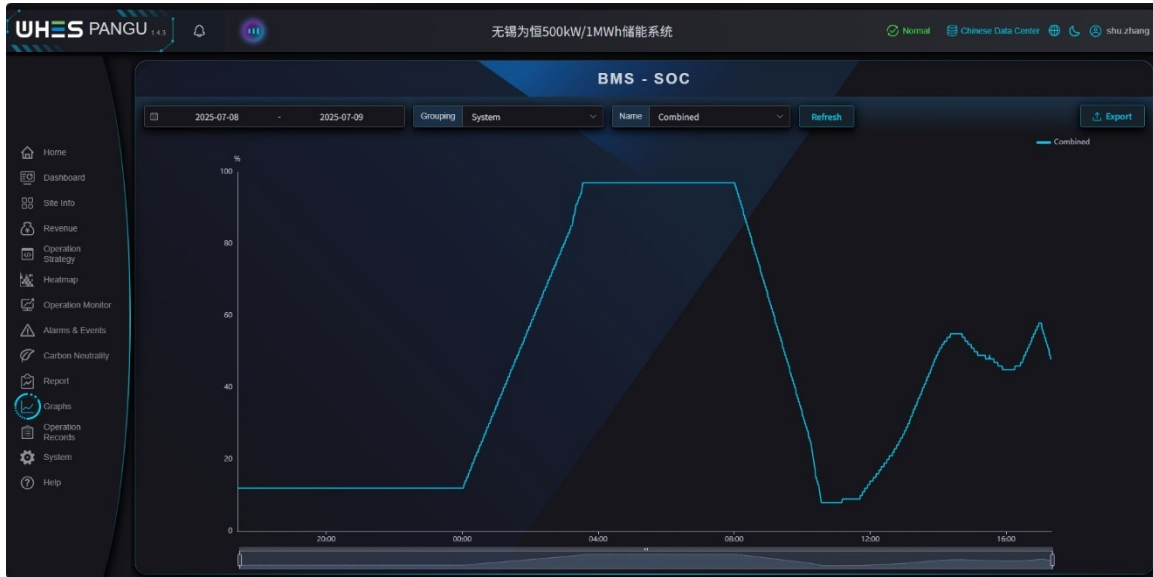 WHES PANGU 1.4.3
无锡为恒500kW/1MWh储能系统
Normal
Chinese Data Center
shu.zhang
BMS - SOC
2025-07-08 - 2025-07-09
Grouping System
Name Combined
Refresh
Export
Combined
Home
Dashboard
Site Info
Revenue
Operation
Strategy
Heatmap
Operation Monitor
Alarms & Events
Carbon Neutrality
Report
Graphs
Operation
Records
System
Help
%
100
80
60
40
20
0
20:00 00:00 04:00 08:00 12:00 16:00